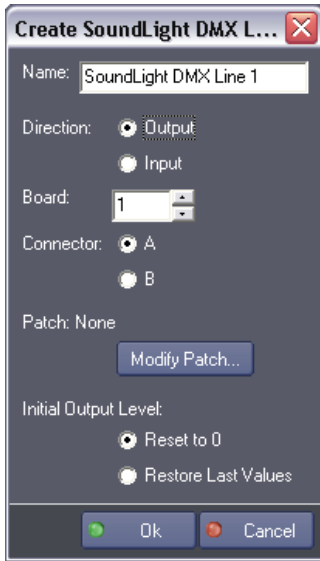 Create SoundLight DMX L...
Name: SoundLight DMX Line 1
Direction: Output
Input
Board: 1
Connector: A
B
Patch: None
Modify Patch...
Initial Output Level:
Reset to 0
Restore Last Values
Ok Cancel